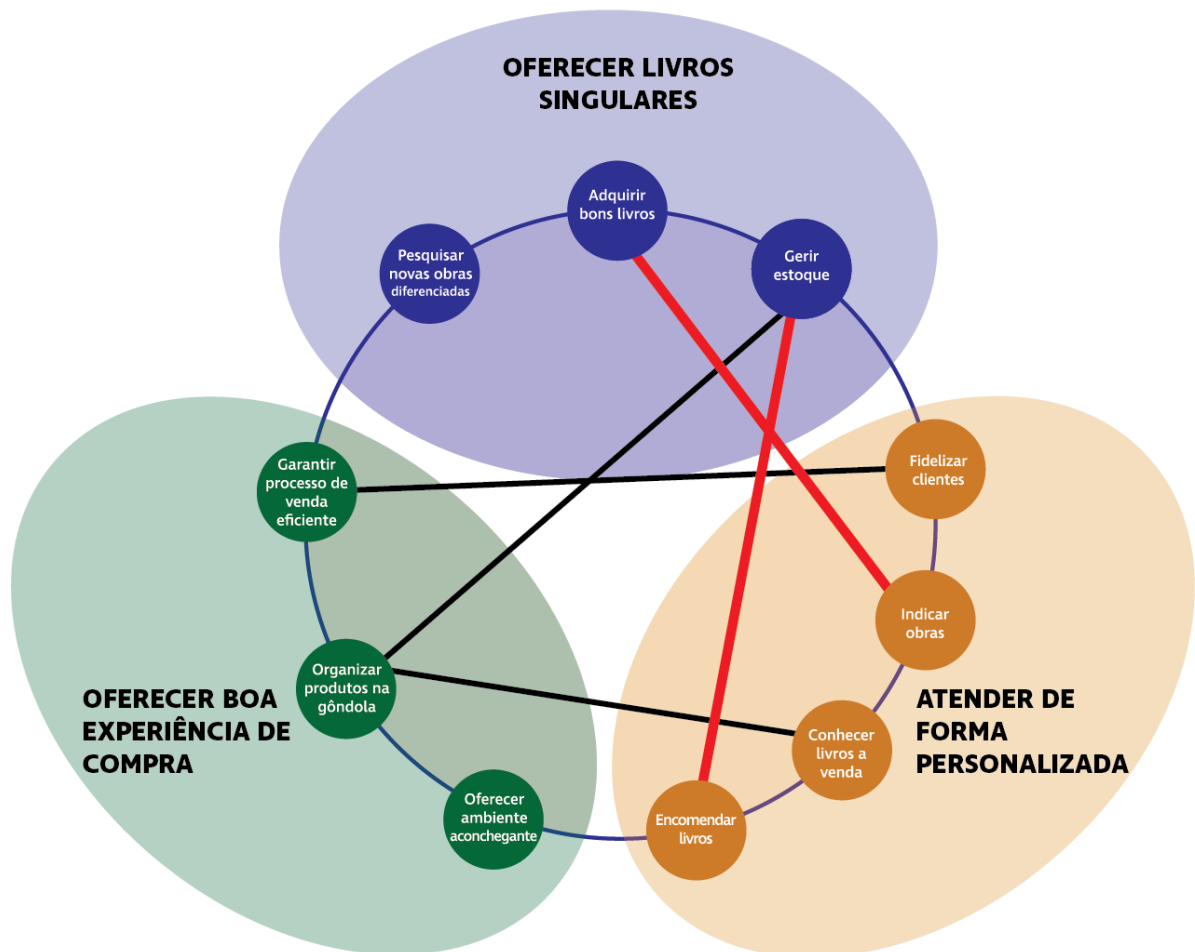 OFERECER LIVROS
SINGULARES
Adquirir
bons livros
Pesquisar
novas obras
diferenciadas
Gerir
estoque
Garantir
processo de
venda
eficiente
Fidelizar
clientes
Indicar
obras
Organizar
produtos na
gôndola
OFERECER BOA
EXPERIÊNCIA DE
COMPRA
ATENDER DE
FORMA
PERSONALIZADA
Conhecer
livros a
venda
Oferecer
ambiente
aconchegante
Encomendar
livros